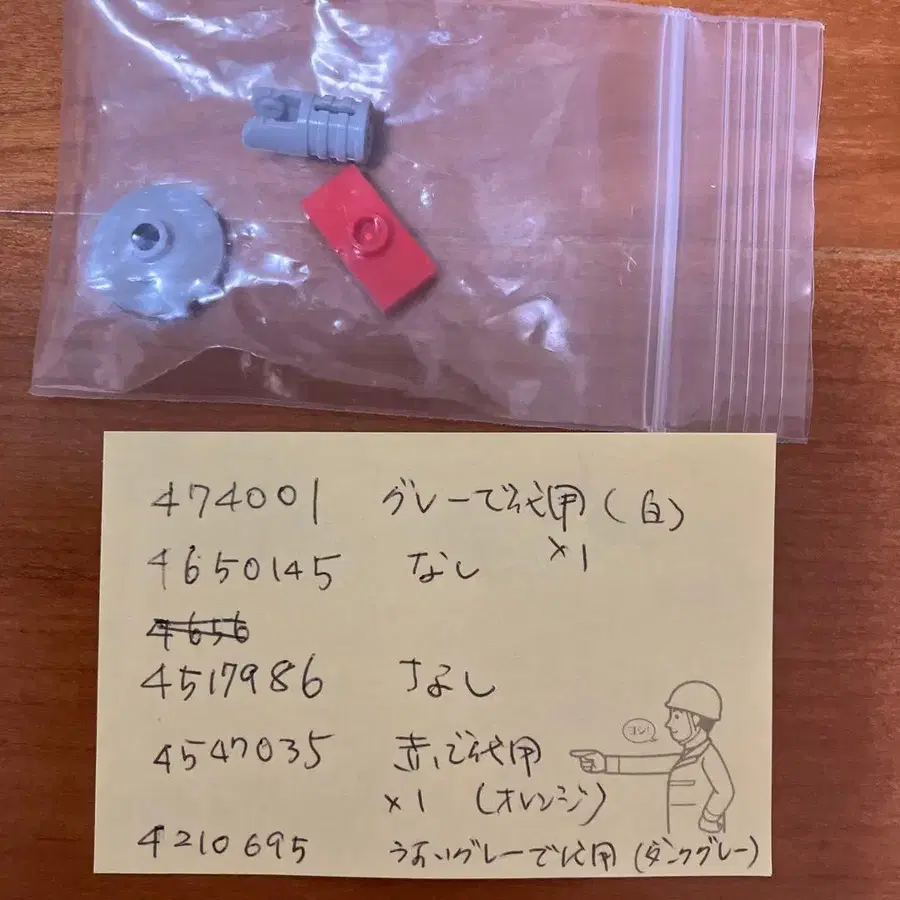 474001 グレーで代用(白)
×1
4650145 なし
4656
4517986 なし
ヨシ!
4547035 赤で代用
×1 (オレンジ)
4210695 うすいグレーで代用(ダークグレー)